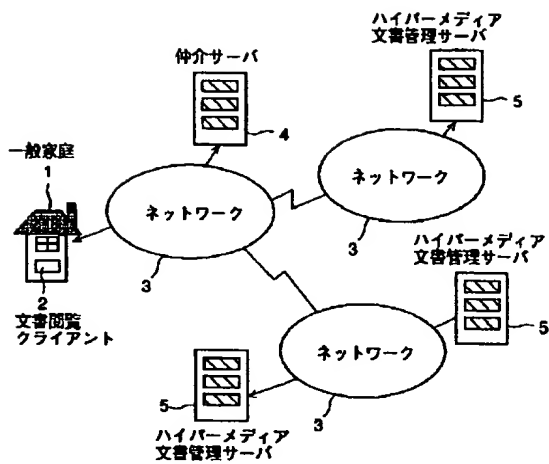 ハイパーメディア
文書管理サーバ
5
仲介サーバ
4
一般家庭
1
ネットワーク
3
ネットワーク
3
2
文書閲覧
クライアント
ハイパーメディア
文書管理サーバ
5
ネットワーク
3
5
ハイパーメディア
文書管理サーバ